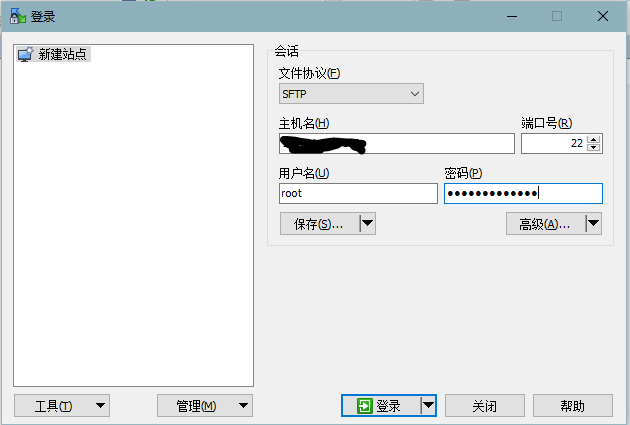 登录
新建站点
会话
文件协议(F)
SFTP
主机名(H)
端口号(R)
22
用户名(U)
密码(P)
root
●●●●●●●●●●●●●
保存(S)...
高级(A)...
工具(T)
管理(M)
登录
关闭
帮助